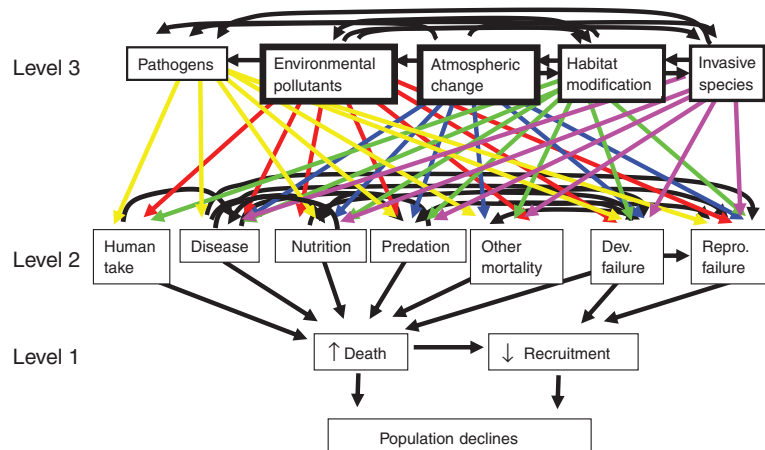 Level 3
Pathogens
Environmental
pollutants
Atmospheric
change
Habitat
modification
Invasive
species
Level 2
Human
take
Disease
Nutrition
Predation
Other
mortality
Dev.
failure
Repro.
failure
Level 1
↑ Death
↓ Recruitment
Population declines